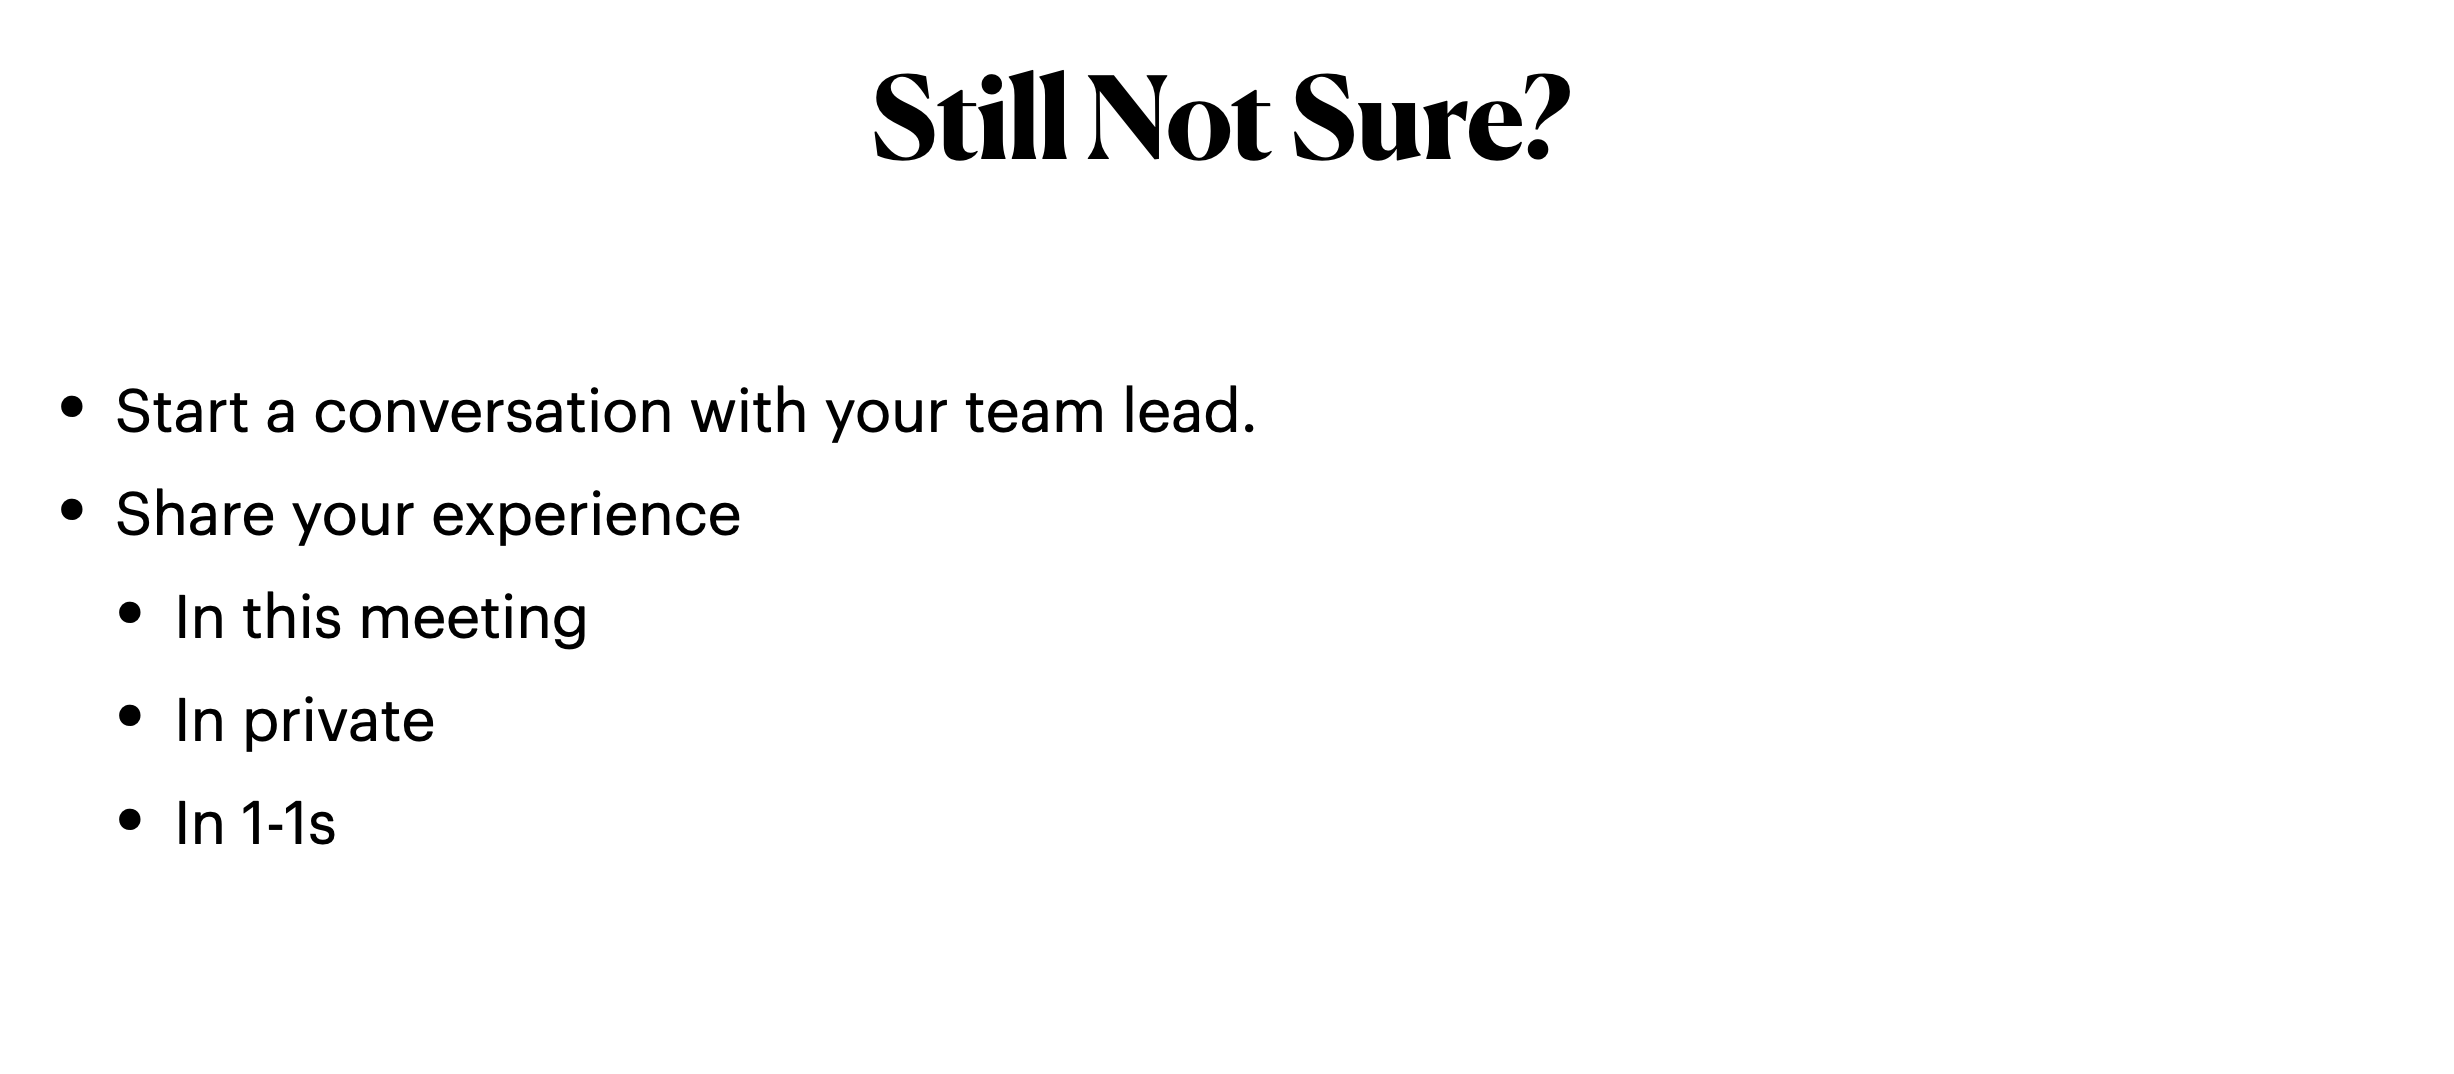 Still Not Sure?
• Start a conversation with your team lead.
• Share your experience
• In this meeting
• In private
• In 1-1s